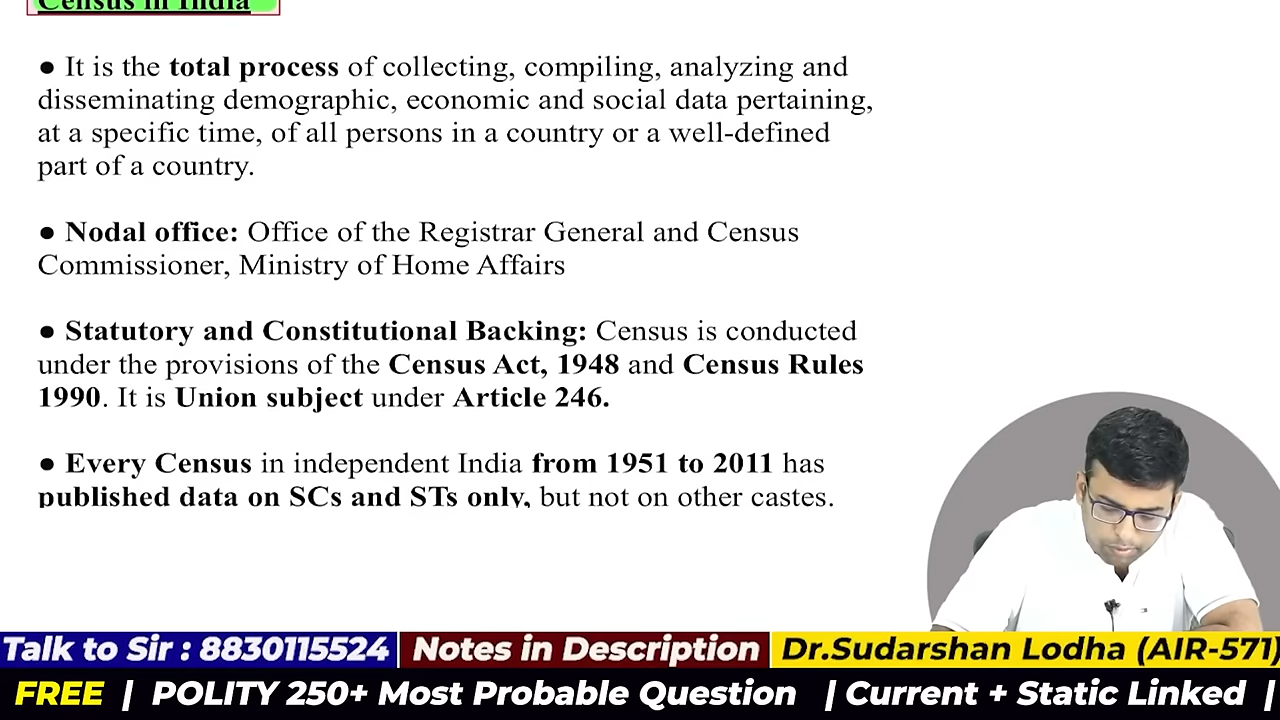 Census in India
● It is the total process of collecting, compiling, analyzing and
disseminating demographic, economic and social data pertaining,
at a specific time, of all persons in a country or a well-defined
part of a country.
● Nodal office: Office of the Registrar General and Census
Commissioner, Ministry of Home Affairs
● Statutory and Constitutional Backing: Census is conducted
under the provisions of the Census Act, 1948 and Census Rules
1990. It is Union subject under Article 246.
● Every Census in independent India from 1951 to 2011 has
published data on SCs and STs only, but not on other castes.
Talk to Sir : 8830115524 Notes in Description Dr.Sudarshan Lodha (AIR-571)
FREE | POLITY 250+ Most Probable Question | Current + Static Linked |